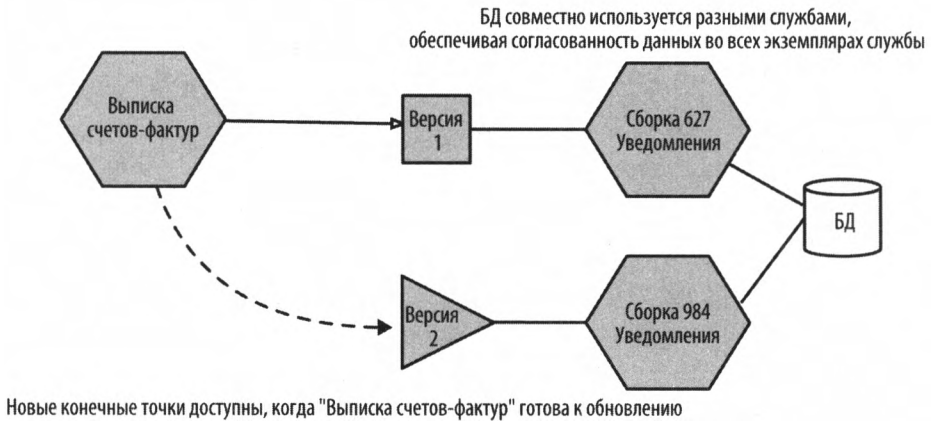 БД совместно используется разными службами,
обеспечивая согласованность данных во всех экземплярах службы
Выписка
счетов-фактур
Версия
1
Сборка 627
Уведомления
БД
Версия
2
Сборка 984
Уведомления
Новые конечные точки доступны, когда "Выписка счетов-фактур" готова к обновлению